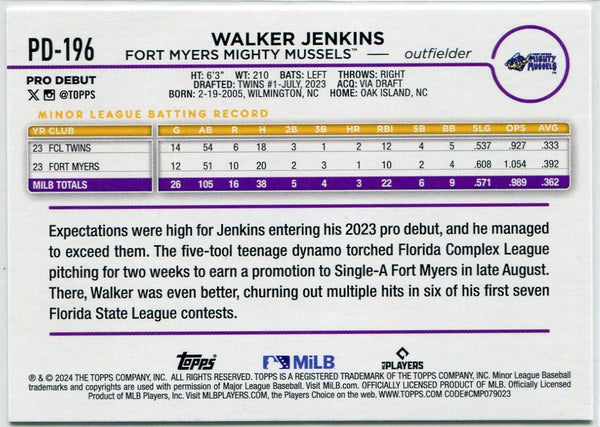 PD-196
WALKER JENKINS
FORT MYERS MIGHTY MUSSELS™
outfielder
MIGHTY MUSSELS
PRO DEBUT
@TOPPS
HT: 6'3" WT: 210 BATS: LEFT THROWS: RIGHT
DRAFTED: TWINS #1-JULY, 2023 ACQ: VIA DRAFT
BORN: 2-19-2005, WILMINGTON, NC HOME: OAK ISLAND, NC
MINOR LEAGUE BATTING RECORD
YR CLUB G AB R H 2B 3B HR RBI SB BB SLG OPS AVG
23 FCL TWINS 14 54 6 18 3 1 2 12 4 5 .537 .927 .333
23 FORT MYERS 12 51 10 20 2 3 1 10 2 4 .608 1.054 .392
MILB TOTALS 26 105 16 38 5 4 3 22 6 9 .571 .989 .362
Expectations were high for Jenkins entering his 2023 pro debut, and he managed
to exceed them. The five-tool teenage dynamo torched Florida Complex League
pitching for two weeks to earn a promotion to Single-A Fort Myers in late August.
There, Walker was even better, churning out multiple hits in six of his first seven
Florida State League contests.
Topps MiLB PLAYERS
® & © 2024 THE TOPPS COMPANY, INC. ALL RIGHTS RESERVED. TOPPS IS A REGISTERED TRADEMARK OF THE TOPPS COMPANY, INC. Minor League Baseball
trademarks and copyrights are used with permission of Major League Baseball. Visit MiLB.com. OFFICIALLY LICENSED PRODUCT OF MLB. Officially Licensed
Product of MLB Players, Inc. Visit MLBPLAYERS.com, the Players Choice on the web. WWW.TOPPS.COM CODE#CMP079023